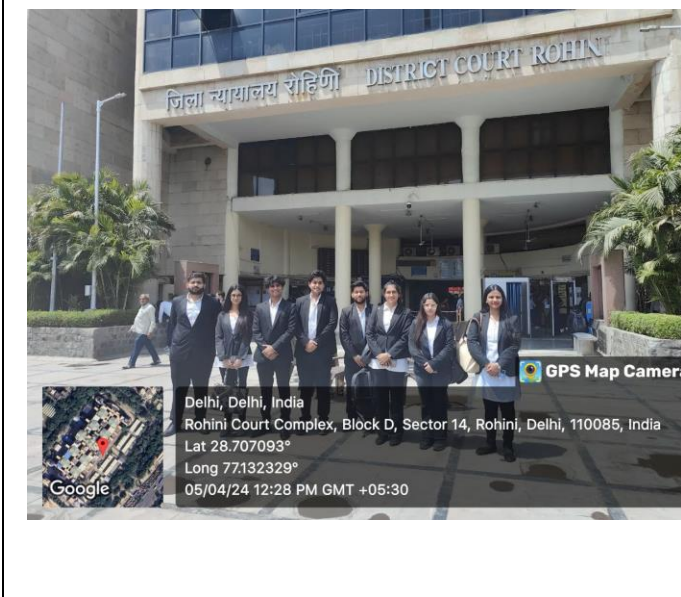 जिला न्यायालय रोहिणी DISTRICT COURT ROHINI
GPS Map Camera
Delhi, Delhi, India
Rohini Court Complex, Block D, Sector 14, Rohini, Delhi, 110085, India
Lat 28.707093°
Long 77.132329°
05/04/24 12:28 PM GMT +05:30
Google